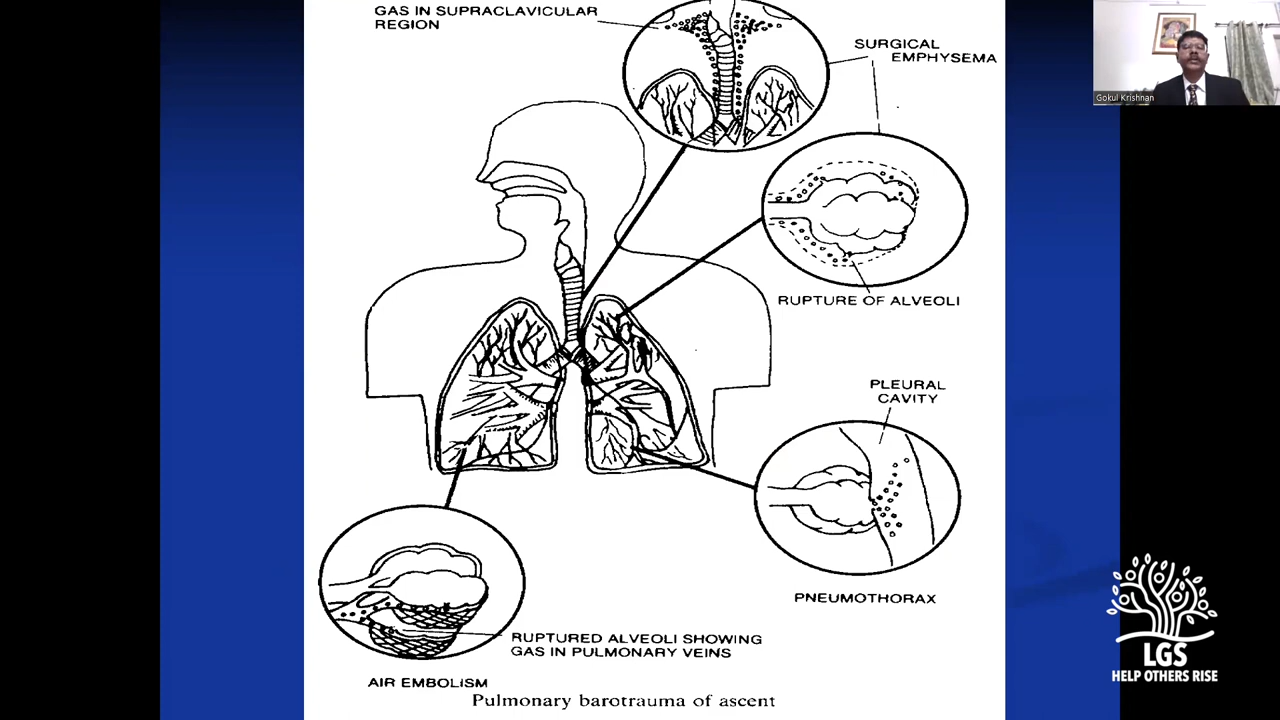 GAS IN SUPRACLAVICULAR
REGION
SURGICAL
EMPHYSEMA
Gokul Krishnan
RUPTURE OF ALVEOLI
PLEURAL
CAVITY
PNEUMOTHORAX
RUPTURED ALVEOLI SHOWING
GAS IN PULMONARY VEINS
AIR EMBOLISM
Pulmonary barotrauma of ascent
LGS
HELP OTHERS RISE